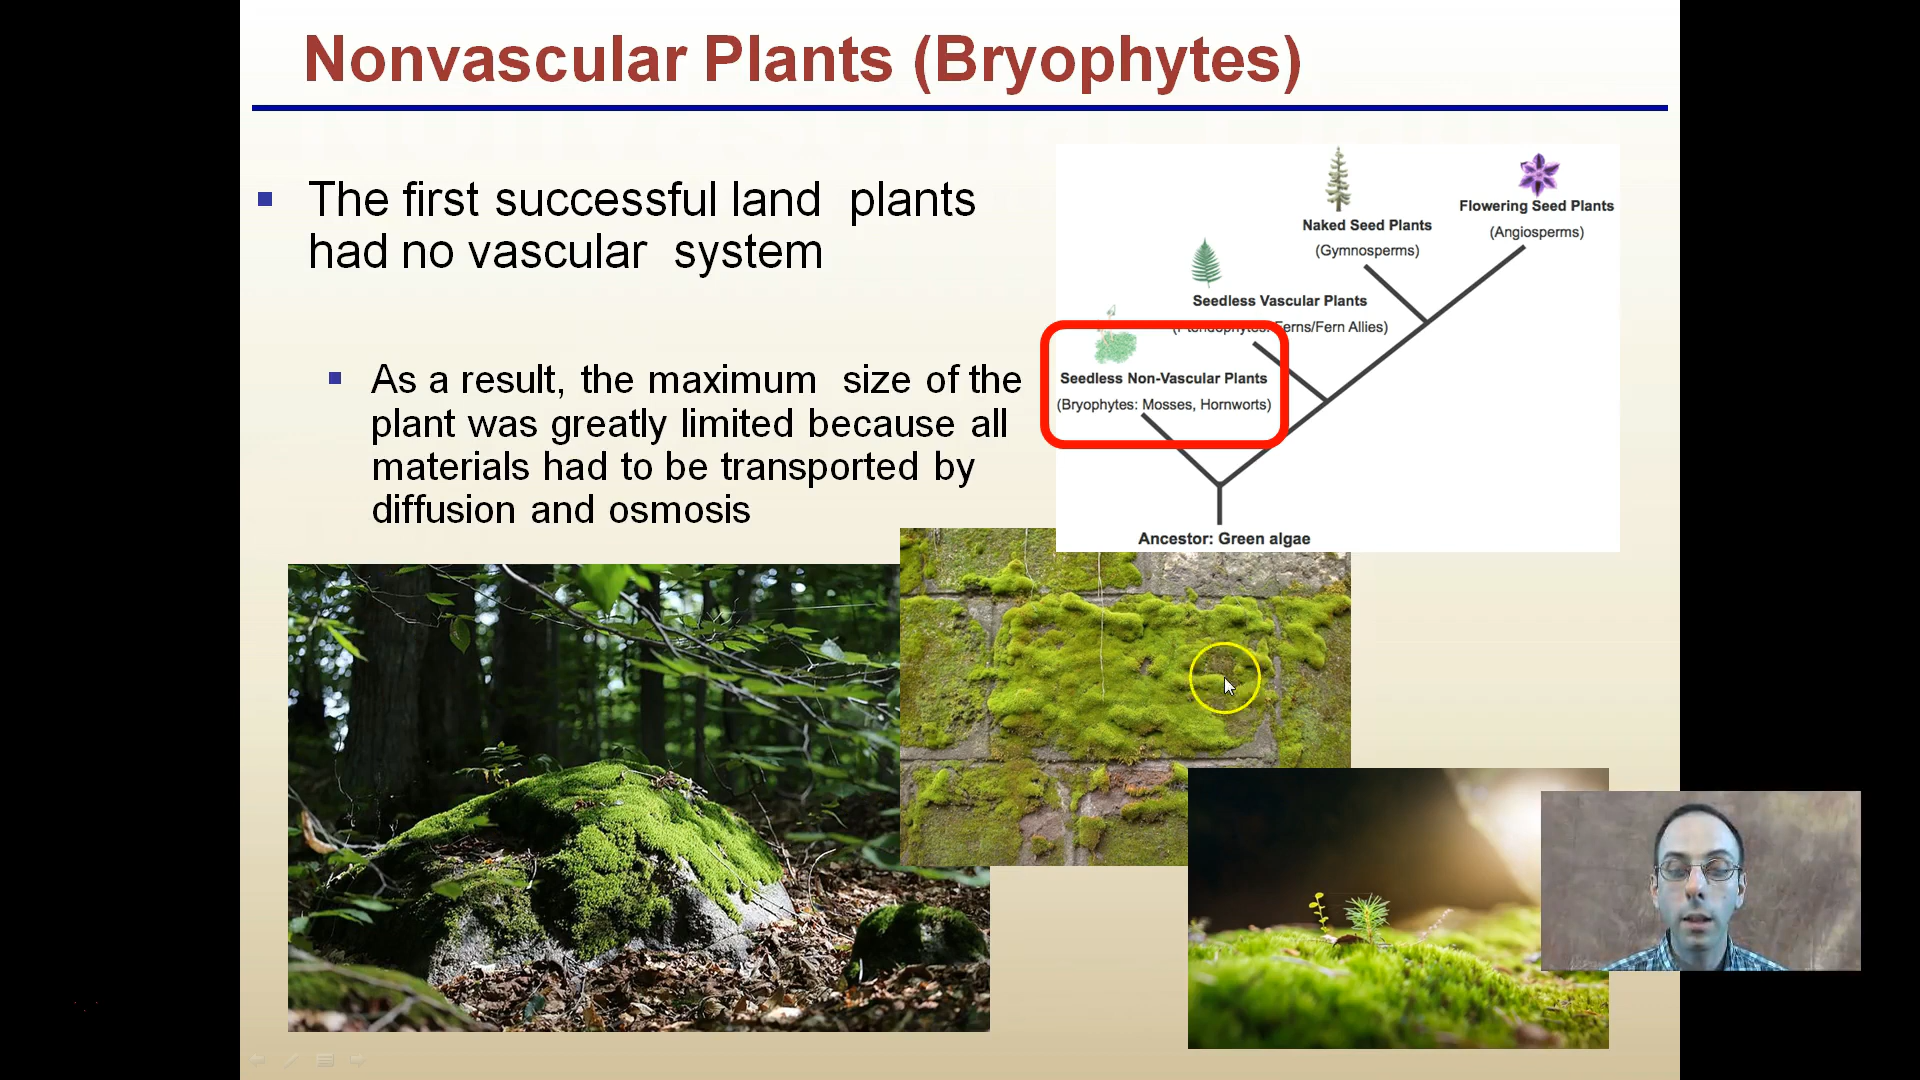 Nonvascular Plants (Bryophytes)
The first successful land plants
had no vascular system
As a result, the maximum size of the
plant was greatly limited because all
materials had to be transported by
diffusion and osmosis
Flowering Seed Plants
(Angiosperms)
Naked Seed Plants
(Gymnosperms)
Seedless Vascular Plants
(Pteridophytes: Ferns/Fern Allies)
Seedless Non-Vascular Plants
(Bryophytes: Mosses, Hornworts)
Ancestor: Green algae